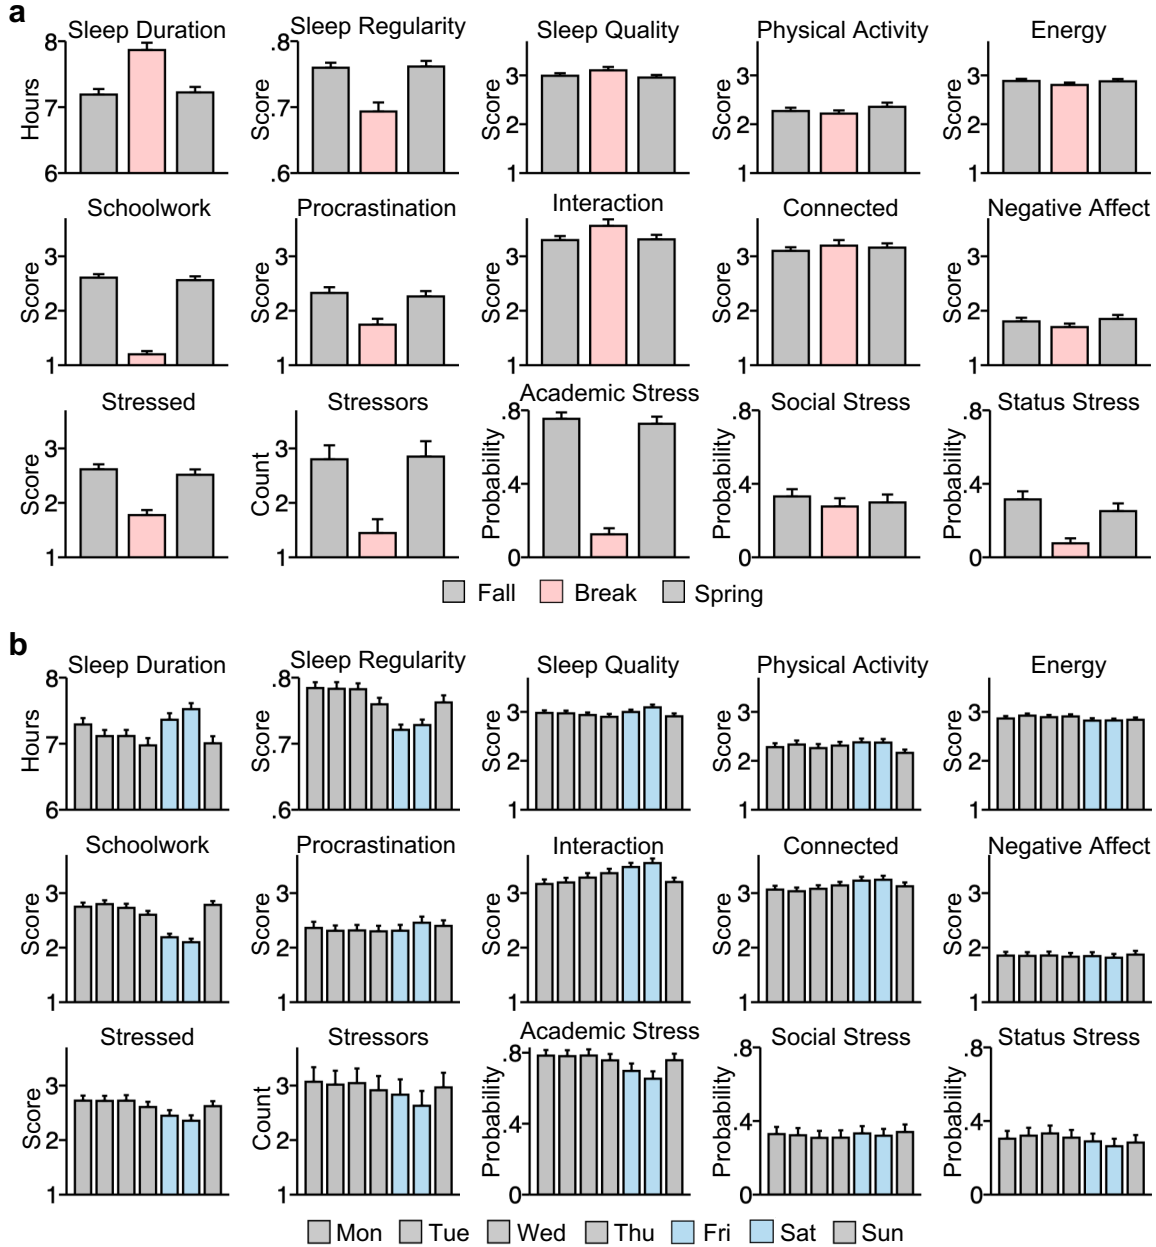 a
Sleep Duration
Sleep Regularity
Sleep Quality
Physical Activity
Energy
Hours
8
7
6
Score
.8
.7
.6
Score
3
2
1
Score
3
2
1
Score
3
2
1
Schoolwork
Procrastination
Interaction
Connected
Negative Affect
Score
3
2
1
Score
3
2
1
Score
3
2
1
Score
3
2
1
Score
3
2
1
Stressed
Stressors
Academic Stress
Social Stress
Status Stress
Score
3
2
1
Count
3
2
1
Probability
.8
.4
0
Probability
.8
.4
0
Probability
.8
.4
0
Fall Break Spring
b
Sleep Duration
Sleep Regularity
Sleep Quality
Physical Activity
Energy
Hours
8
7
6
Score
.8
.7
.6
Score
3
2
1
Score
3
2
1
Score
3
2
1
Schoolwork
Procrastination
Interaction
Connected
Negative Affect
Score
3
2
1
Score
3
2
1
Score
3
2
1
Score
3
2
1
Score
3
2
1
Stressed
Stressors
Academic Stress
Social Stress
Status Stress
Score
3
2
1
Count
3
2
1
Probability
.8
.4
0
Probability
.8
.4
0
Probability
.8
.4
0
Mon Tue Wed Thu Fri Sat Sun